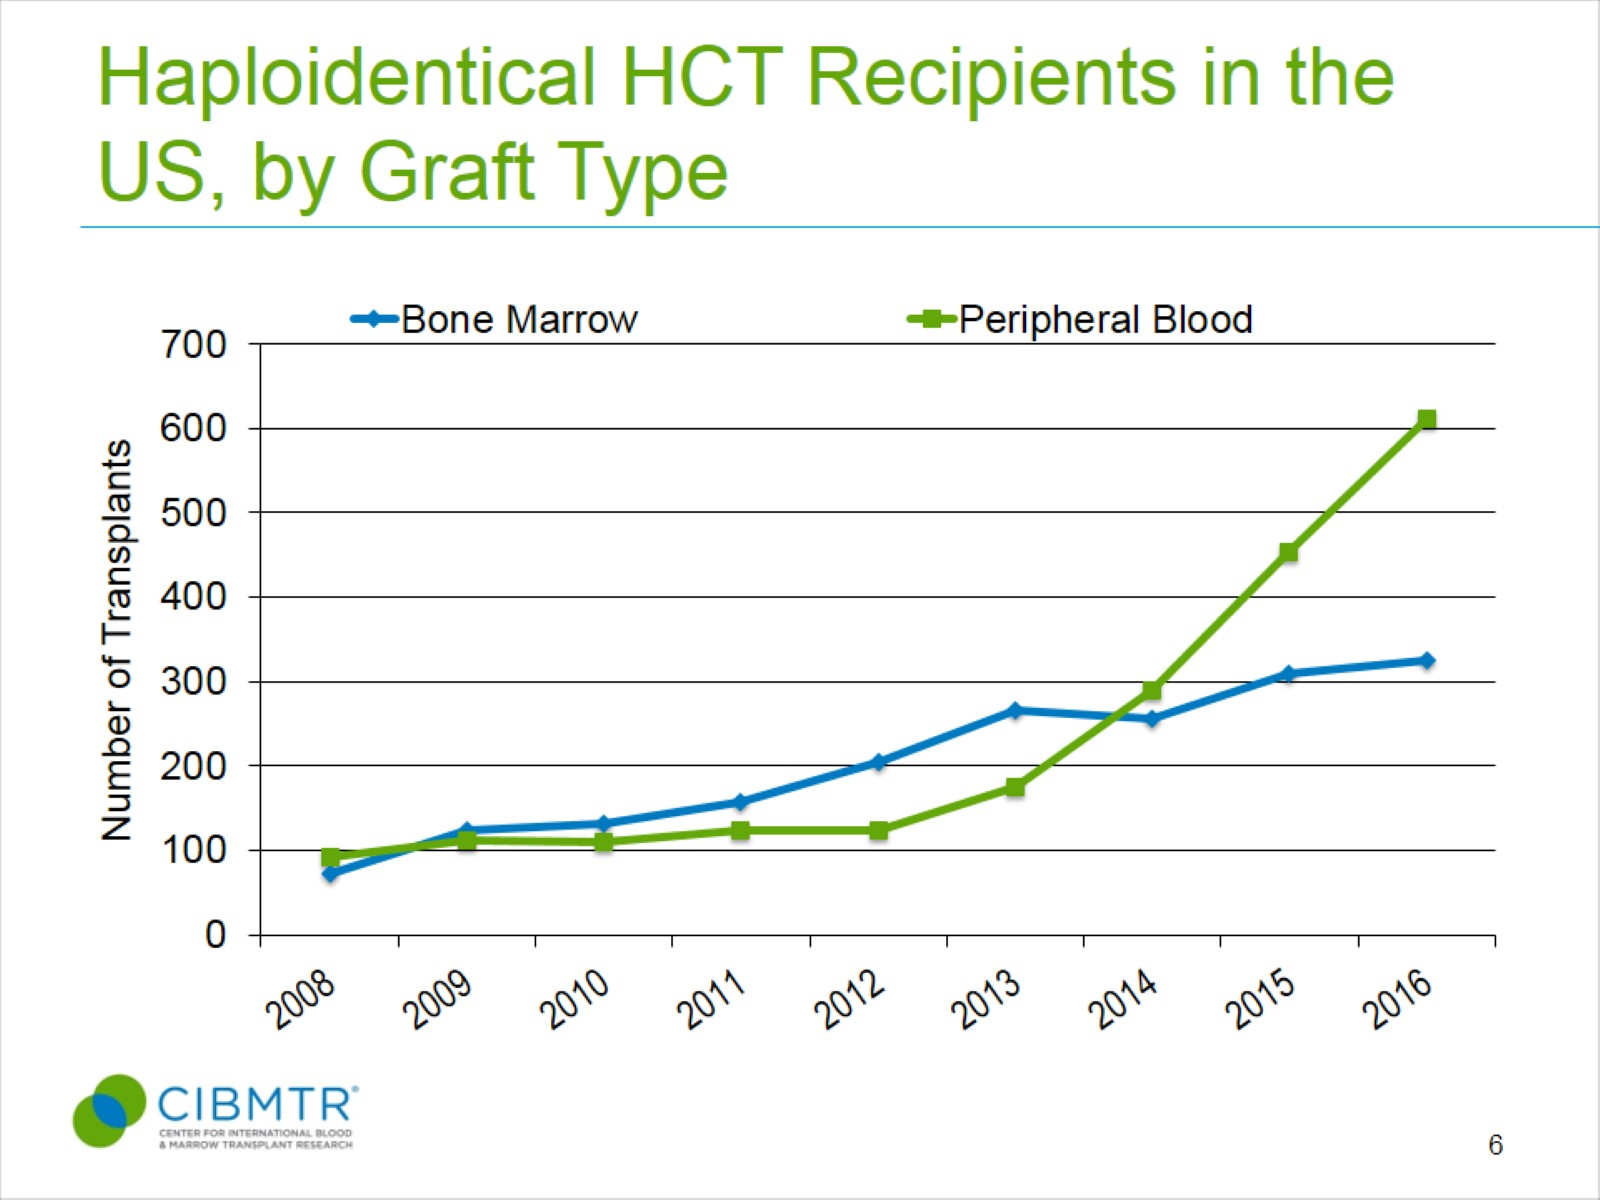 Haploidentical HCT Recipients in the
US, by Graft Type
Bone Marrow
Peripheral Blood
Number of Transplants
700
600
500
400
300
200
100
0
2008
2009
2010
2011
2012
2013
2014
2015
2016
CIBMTR®
CENTER FOR INTERNATIONAL BLOOD
& MARROW TRANSPLANT RESEARCH
6